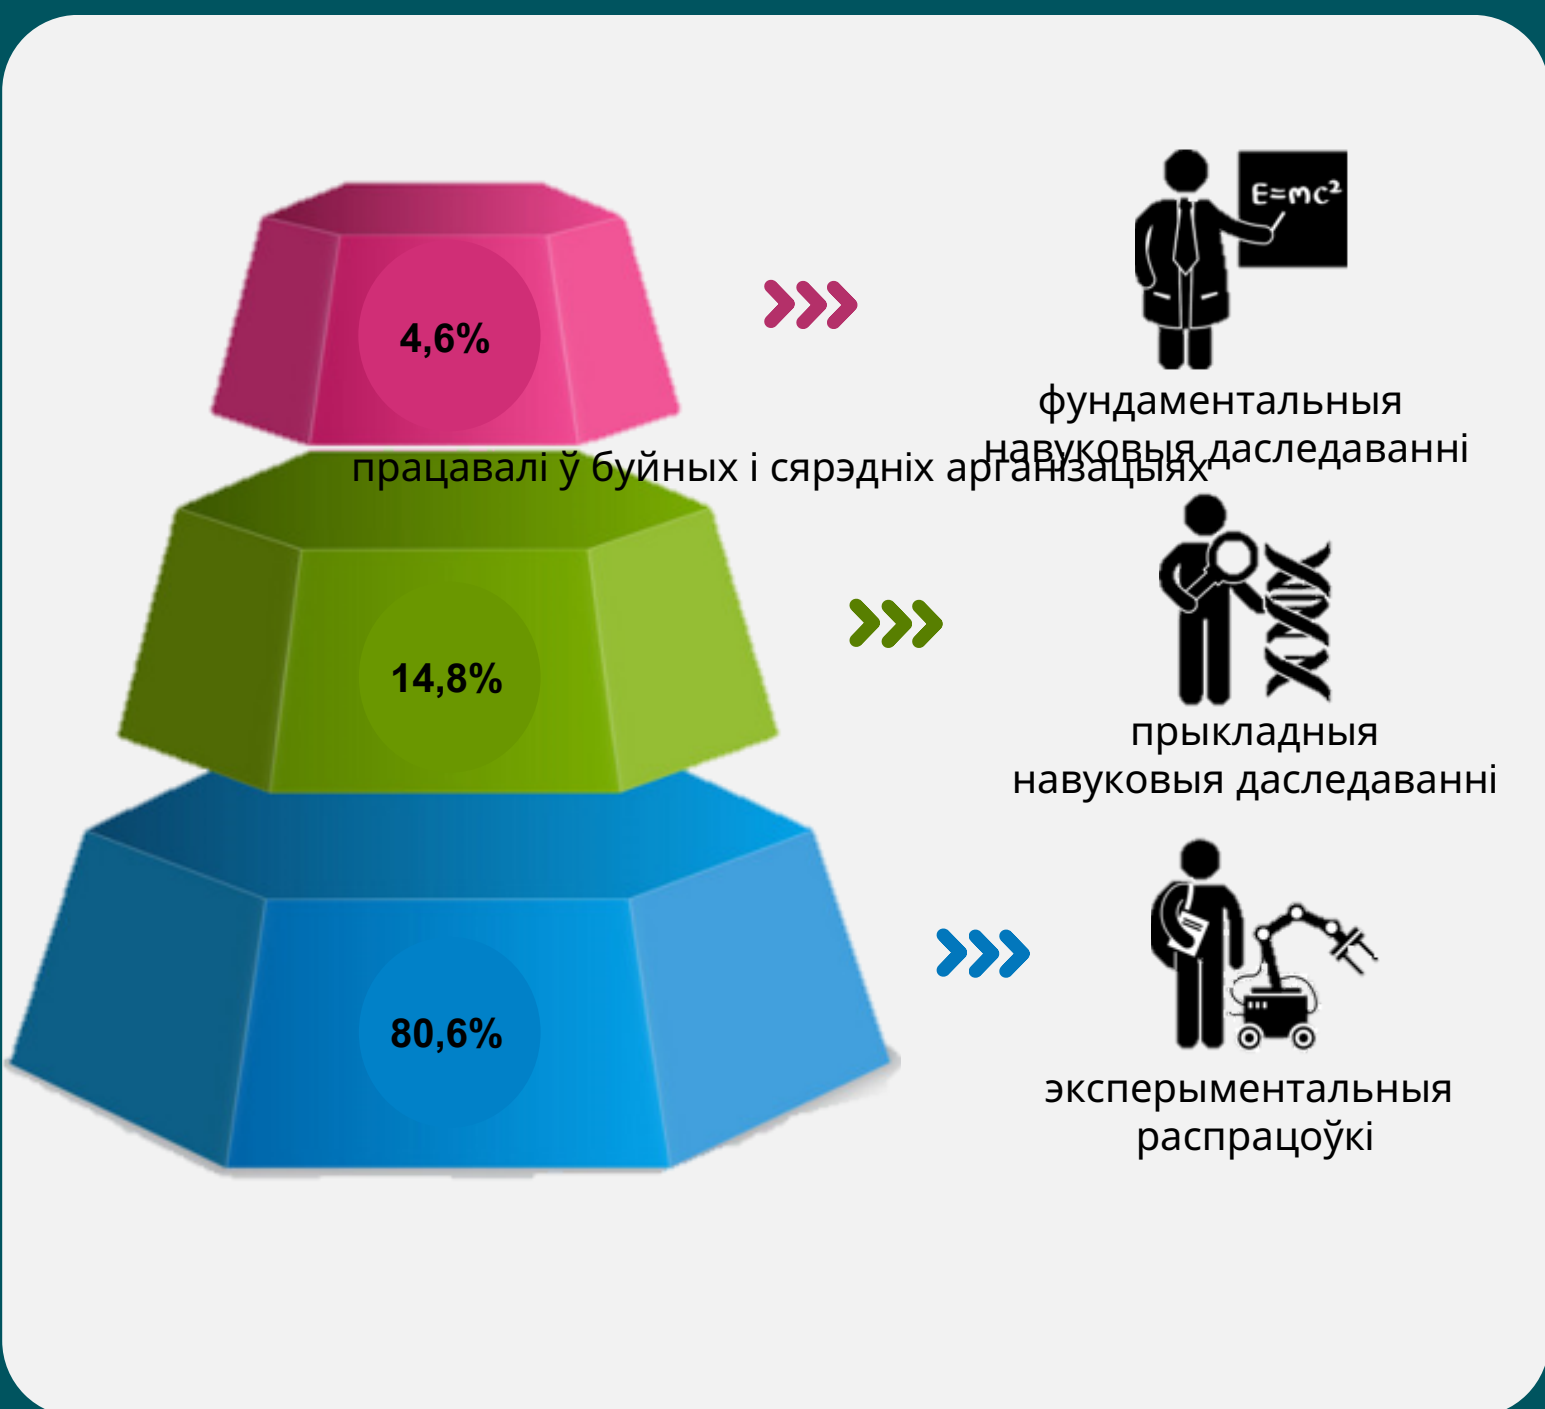 E=mc²
4,6%
фундаментальныя
навуковыя даследаванні
працавалі ў буйных і сярэдніх арганізацыях
14,8%
прыкладныя
навуковыя даследаванні
80,6%
эксперыментальныя
распрацоўкі